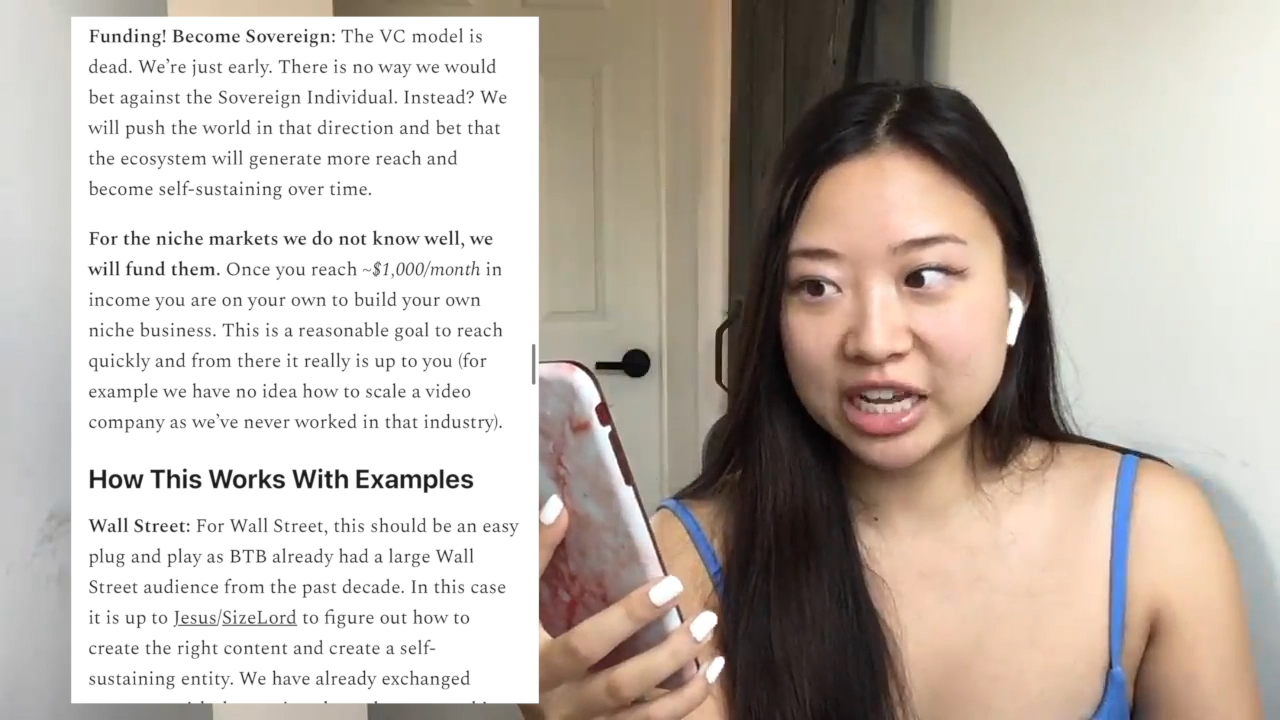 Funding! Become Sovereign: The VC model is
dead. We’re just early. There is no way we would
bet against the Sovereign Individual. Instead? We
will push the world in that direction and bet that
the ecosystem will generate more reach and
become self-sustaining over time.
For the niche markets we do not know well, we
will fund them. Once you reach ~$1,000/month in
income you are on your own to build your own
niche business. This is a reasonable goal to reach
quickly and from there it really is up to you (for
example we have no idea how to scale a video
company as we’ve never worked in that industry).
How This Works With Examples
Wall Street: For Wall Street, this should be an easy
plug and play as BTB already had a large Wall
Street audience from the past decade. In this case
it is up to Jesus/SizeLord to figure out how to
create the right content and create a self-
sustaining entity. We have already exchanged